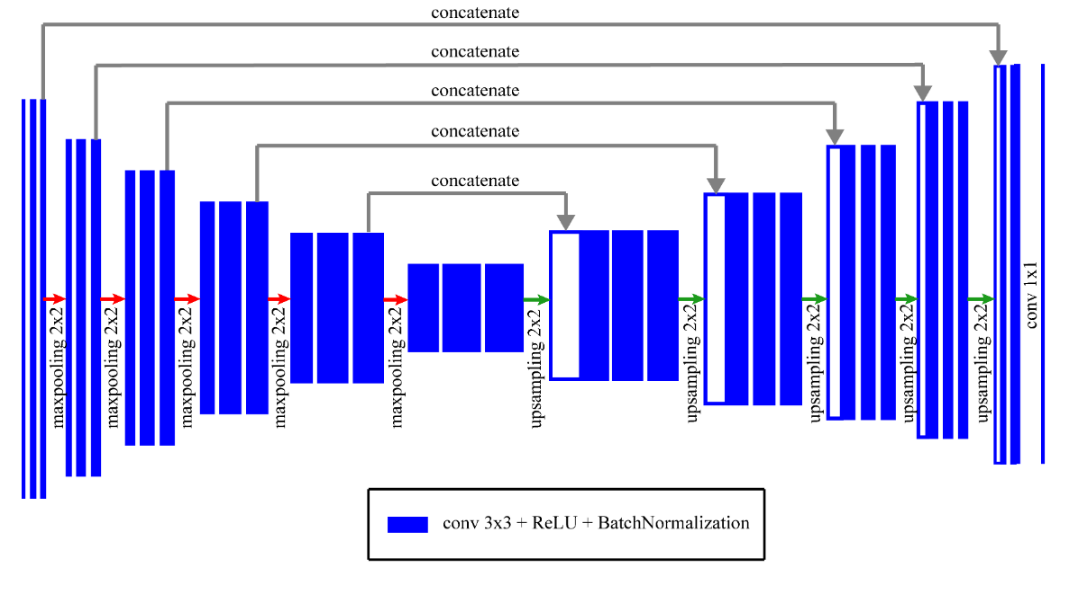 concatenate
concatenate
concatenate
concatenate
concatenate
maxpooling 2x2
maxpooling 2x2
maxpooling 2x2
maxpooling 2x2
maxpooling 2x2
upsampling 2x2
upsampling 2x2
upsampling 2x2
upsampling 2x2
upsampling 2x2
conv 1x1
conv 3x3 + ReLU + BatchNormalization